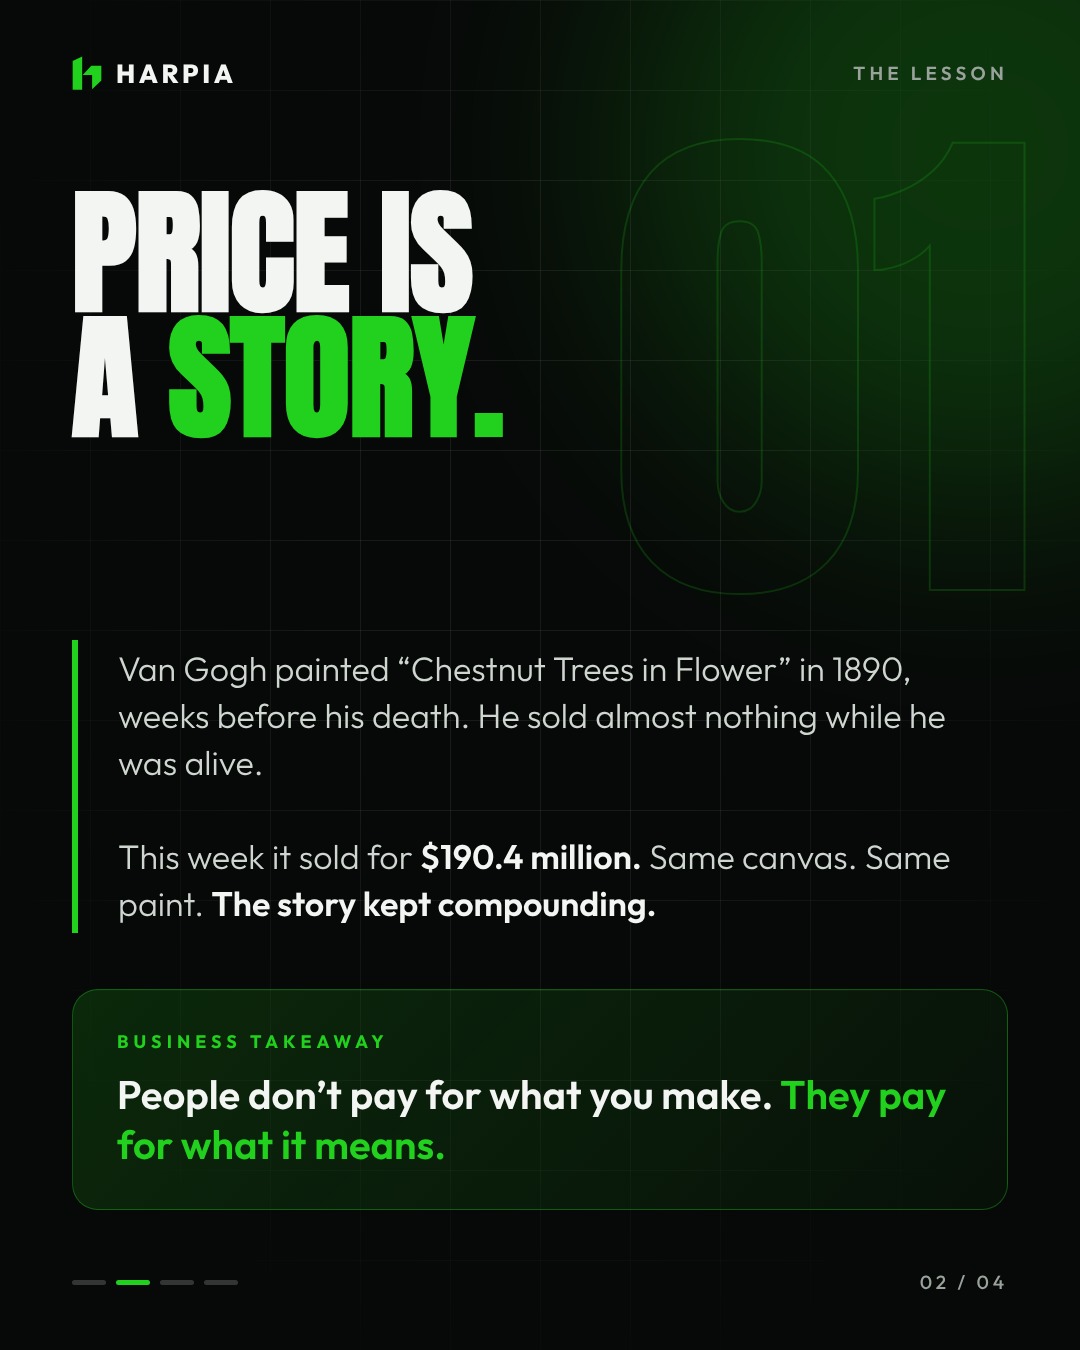 HARPIA
THE LESSON
01
PRICE IS
A STORY.
Van Gogh painted “Chestnut Trees in Flower” in 1890,
weeks before his death. He sold almost nothing while he
was alive.
This week it sold for $190.4 million. Same canvas. Same
paint. The story kept compounding.
BUSINESS TAKEAWAY
People don’t pay for what you make. They pay
for what it means.
02 / 04